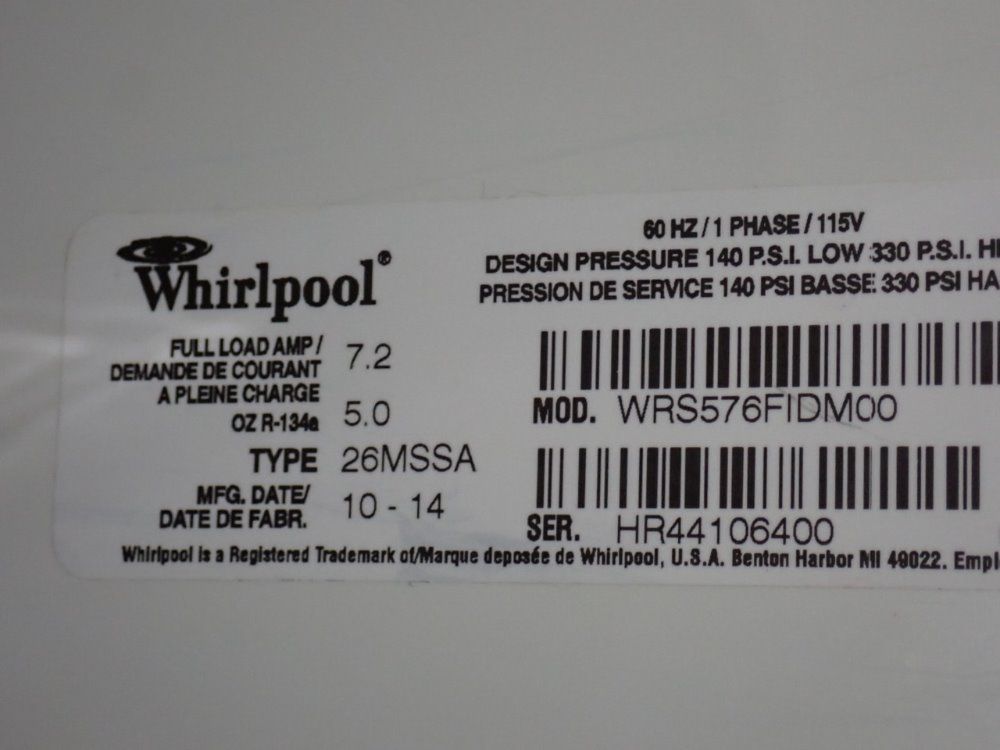 Whirlpool®
60 HZ / 1 PHASE / 115V
DESIGN PRESSURE 140 P.S.I. LOW 330 P.S.I.
PRESSION DE SERVICE 140 PSI BASSE: 330 PSI
FULL LOAD AMP / 7.2
DEMANDE DE COURANT
A PLEINE CHARGE
OZ R-134a 5.0
TYPE 26MSSA
MFG. DATE/ 10 - 14
DATE DE FABR.
MOD. WRS576FIDM00
SER. HR44106400
Whirlpool is a Registered Trademark of/Marque deposée de Whirlpool, U.S.A. Benton Harbor MI 49022.